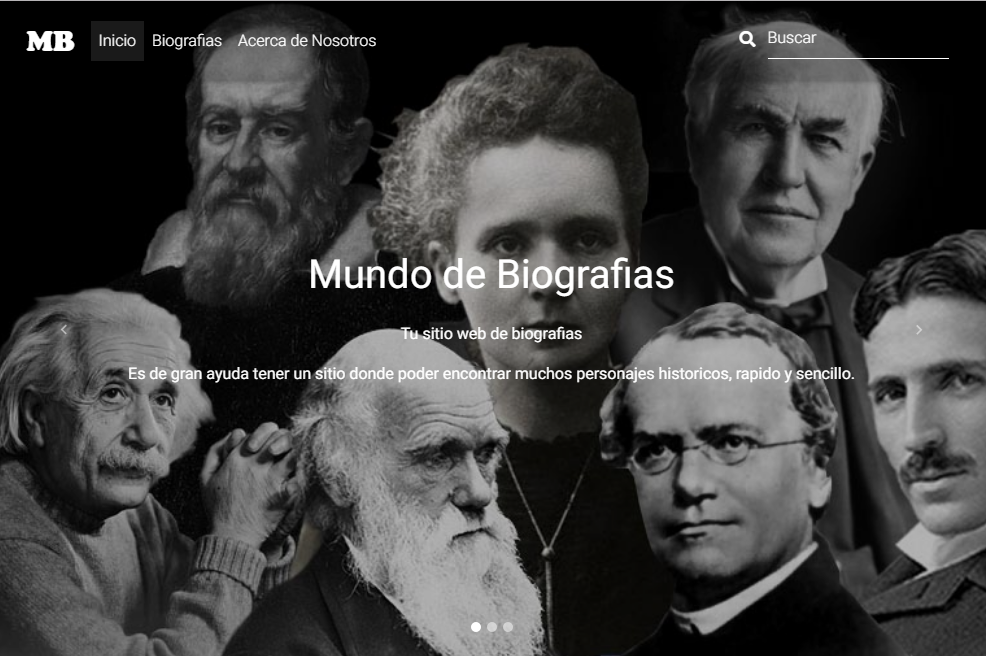 MB
Inicio
Biografias
Acerca de Nosotros
Buscar
Mundo de Biografias
Tu sitio web de biografias
Es de gran ayuda tener un sitio donde poder encontrar muchos personajes historicos, rapido y sencillo.